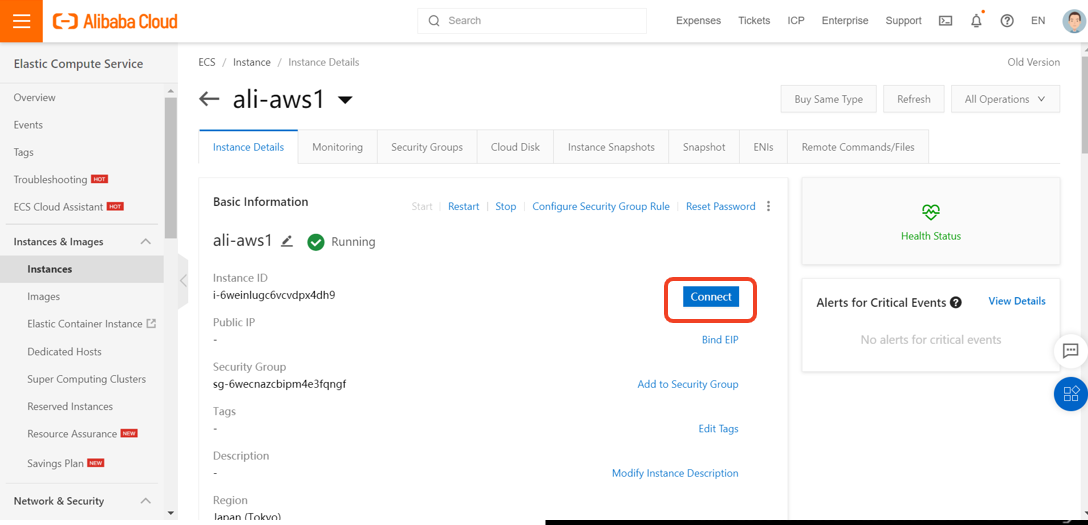 Alibaba Cloud
Search
Expenses Tickets ICP Enterprise Support EN
Elastic Compute Service
Overview
Events
Tags
Troubleshooting HOT
ECS Cloud Assistant HOT
Instances & Images
Instances
Images
Elastic Container Instance
Dedicated Hosts
Super Computing Clusters
Reserved Instances
Resource Assurance NEW
Savings Plan NEW
Network & Security
ECS / Instance / Instance Details
Old Version
ali-aws1
Buy Same Type Refresh All Operations
Instance Details Monitoring Security Groups Cloud Disk Instance Snapshots Snapshot ENIs Remote Commands/Files
Basic Information
Start Restart Stop Configure Security Group Rule Reset Password
ali-aws1 Running
Instance ID
i-6weinlugc6vcvdpx4dh9
Connect
Public IP
-
Bind EIP
Security Group
sg-6wecnazcbipm4e3fqngf
Add to Security Group
Tags
-
Edit Tags
Description
-
Modify Instance Description
Region
Japan (Tokyo)
Health Status
Alerts for Critical Events ? View Details
No alerts for critical events